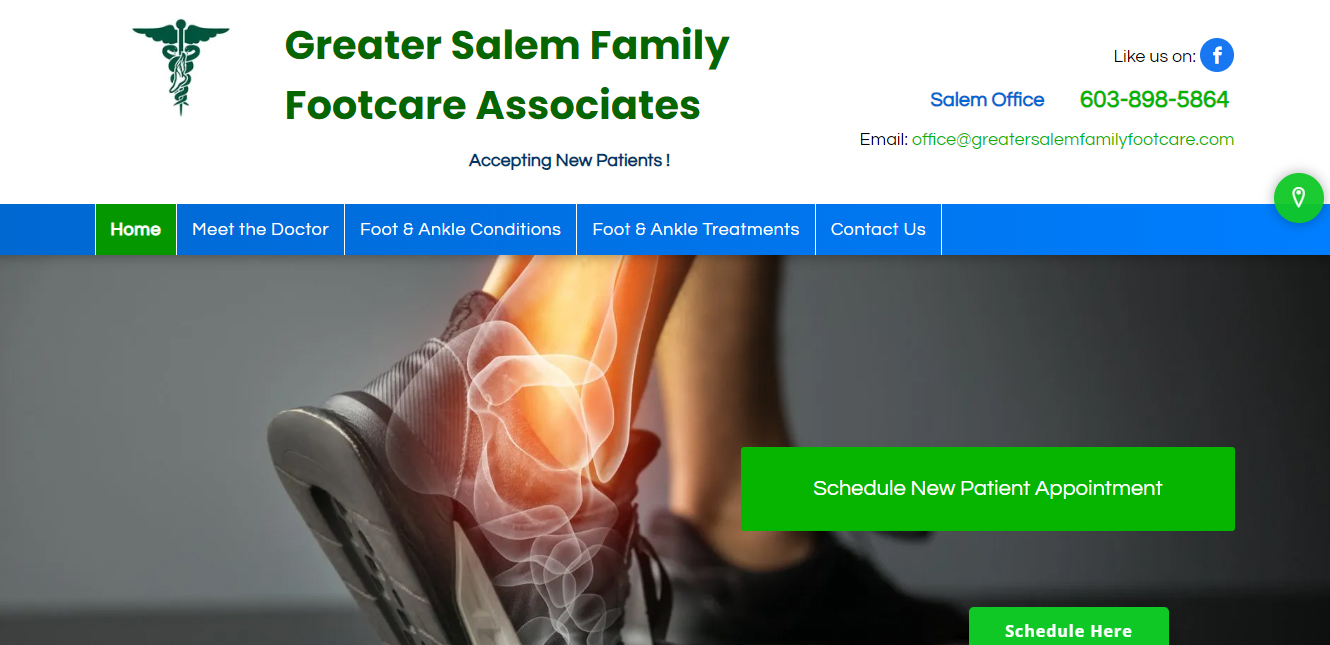 Greater Salem Family
Footcare Associates
Accepting New Patients !
Like us on: f
Salem Office 603-898-5864
Email: office@greatersalemfamilyfootcare.com
Home Meet the Doctor Foot & Ankle Conditions Foot & Ankle Treatments Contact Us
Schedule New Patient Appointment
Schedule Here